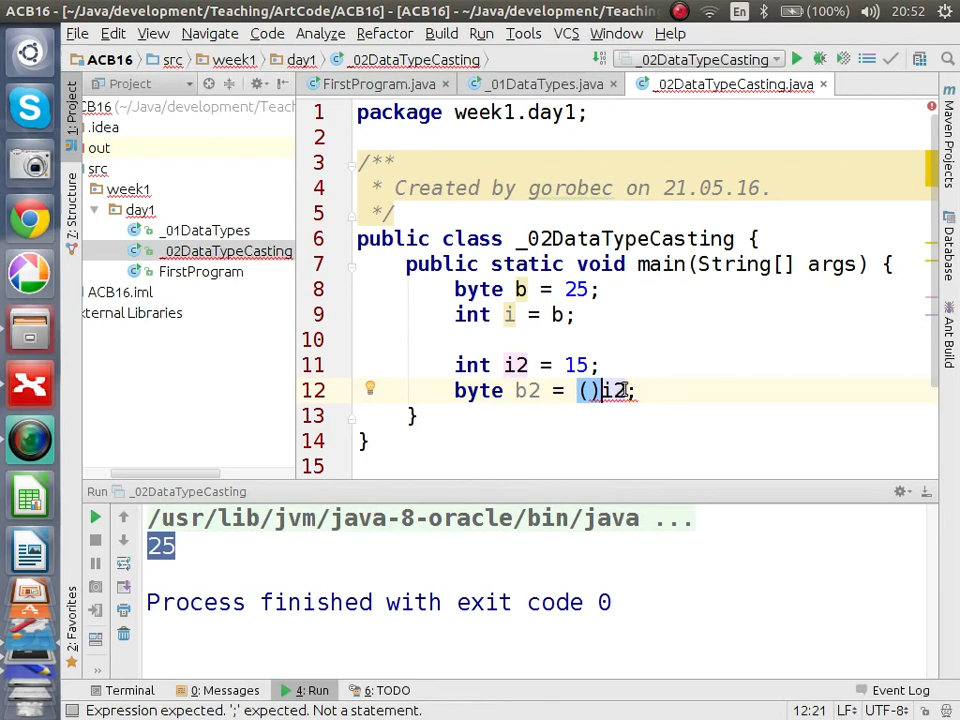 ACB16 - [~/Java/development/Teaching/ArtCode/ACB16] - [ACB16] - ~/Java/development/Teachin
En
(100%)
20:52
File Edit View Navigate Code Analyze Refactor Build Run Tools VCS Window Help
ACB16 src week1 day1 _02DataTypeCasting
_02DataTypeCasting
Project
FirstProgram.java
_01DataTypes.java
_02DataTypeCasting.java
1: Project
7: Structure
2: Favorites
CB16 (~/Java/development/Teach
.idea
out
src
week1
day1
_01DataTypes
_02DataTypeCasting
FirstProgram
ACB16.iml
ternal Libraries
1 package week1.day1;
2
3 /**
4 * Created by gorobec on 21.05.16.
5 */
6 public class _02DataTypeCasting {
7 public static void main(String[] args) {
8 byte b = 25;
9 int i = b;
10
11 int i2 = 15;
12 byte b2 = ()i2;
13 }
14 }
15
Maven Projects
Database
Ant Build
Run _02DataTypeCasting
/usr/lib/jvm/java-8-oracle/bin/java ...
25
Process finished with exit code 0
Terminal 0: Messages 4: Run 6: TODO Event Log
Expression expected. ';' expected. Not a statement.
12:21 LF UTF-8